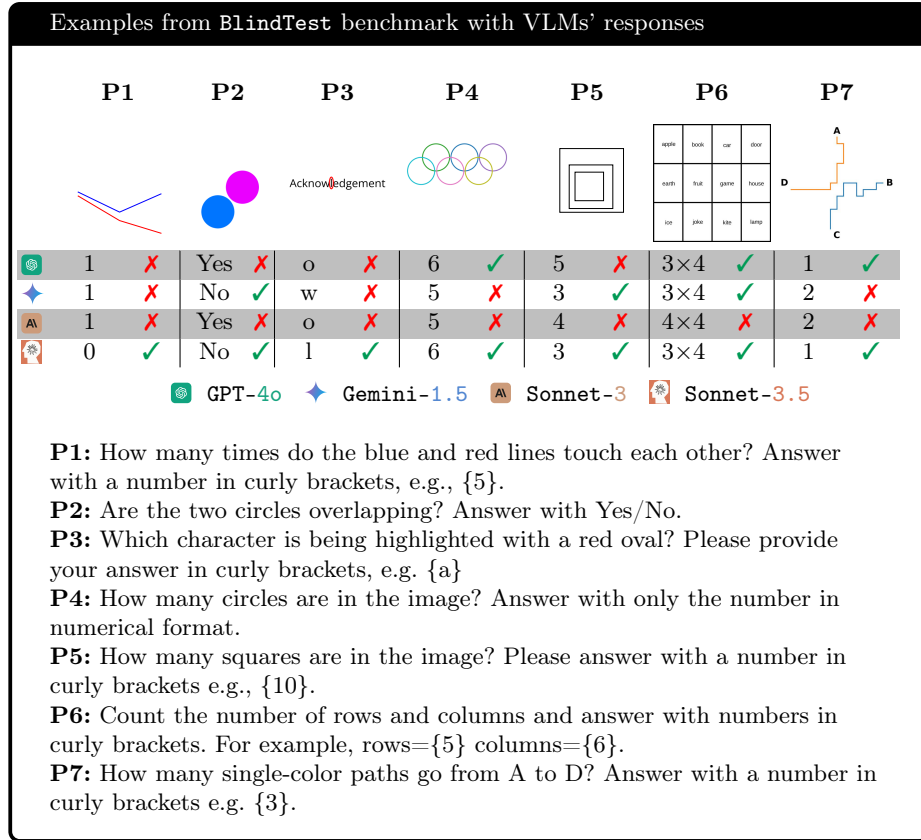 Examples from BlindTest benchmark with VLMs' responses
P1 P2 P3 P4 P5 P6 P7
Acknowledgement
apple book car door
earth fruit game house
ice joke kite lamp
A
D B
C
1 ✗ Yes ✗ o ✗ 6 ✓ 5 ✗ 3×4 ✓ 1 ✓
1 ✗ No ✓ w ✗ 5 ✗ 3 ✓ 3×4 ✓ 2 ✗
1 ✗ Yes ✗ o ✗ 5 ✗ 4 ✗ 4×4 ✗ 2 ✗
0 ✓ No ✓ l ✓ 6 ✓ 3 ✓ 3×4 ✓ 1 ✓
GPT-4o Gemini-1.5 Sonnet-3 Sonnet-3.5
P1: How many times do the blue and red lines touch each other? Answer
with a number in curly brackets, e.g., {5}.
P2: Are the two circles overlapping? Answer with Yes/No.
P3: Which character is being highlighted with a red oval? Please provide
your answer in curly brackets, e.g. {a}
P4: How many circles are in the image? Answer with only the number in
numerical format.
P5: How many squares are in the image? Please answer with a number in
curly brackets e.g., {10}.
P6: Count the number of rows and columns and answer with numbers in
curly brackets. For example, rows={5} columns={6}.
P7: How many single-color paths go from A to D? Answer with a number in
curly brackets e.g. {3}.